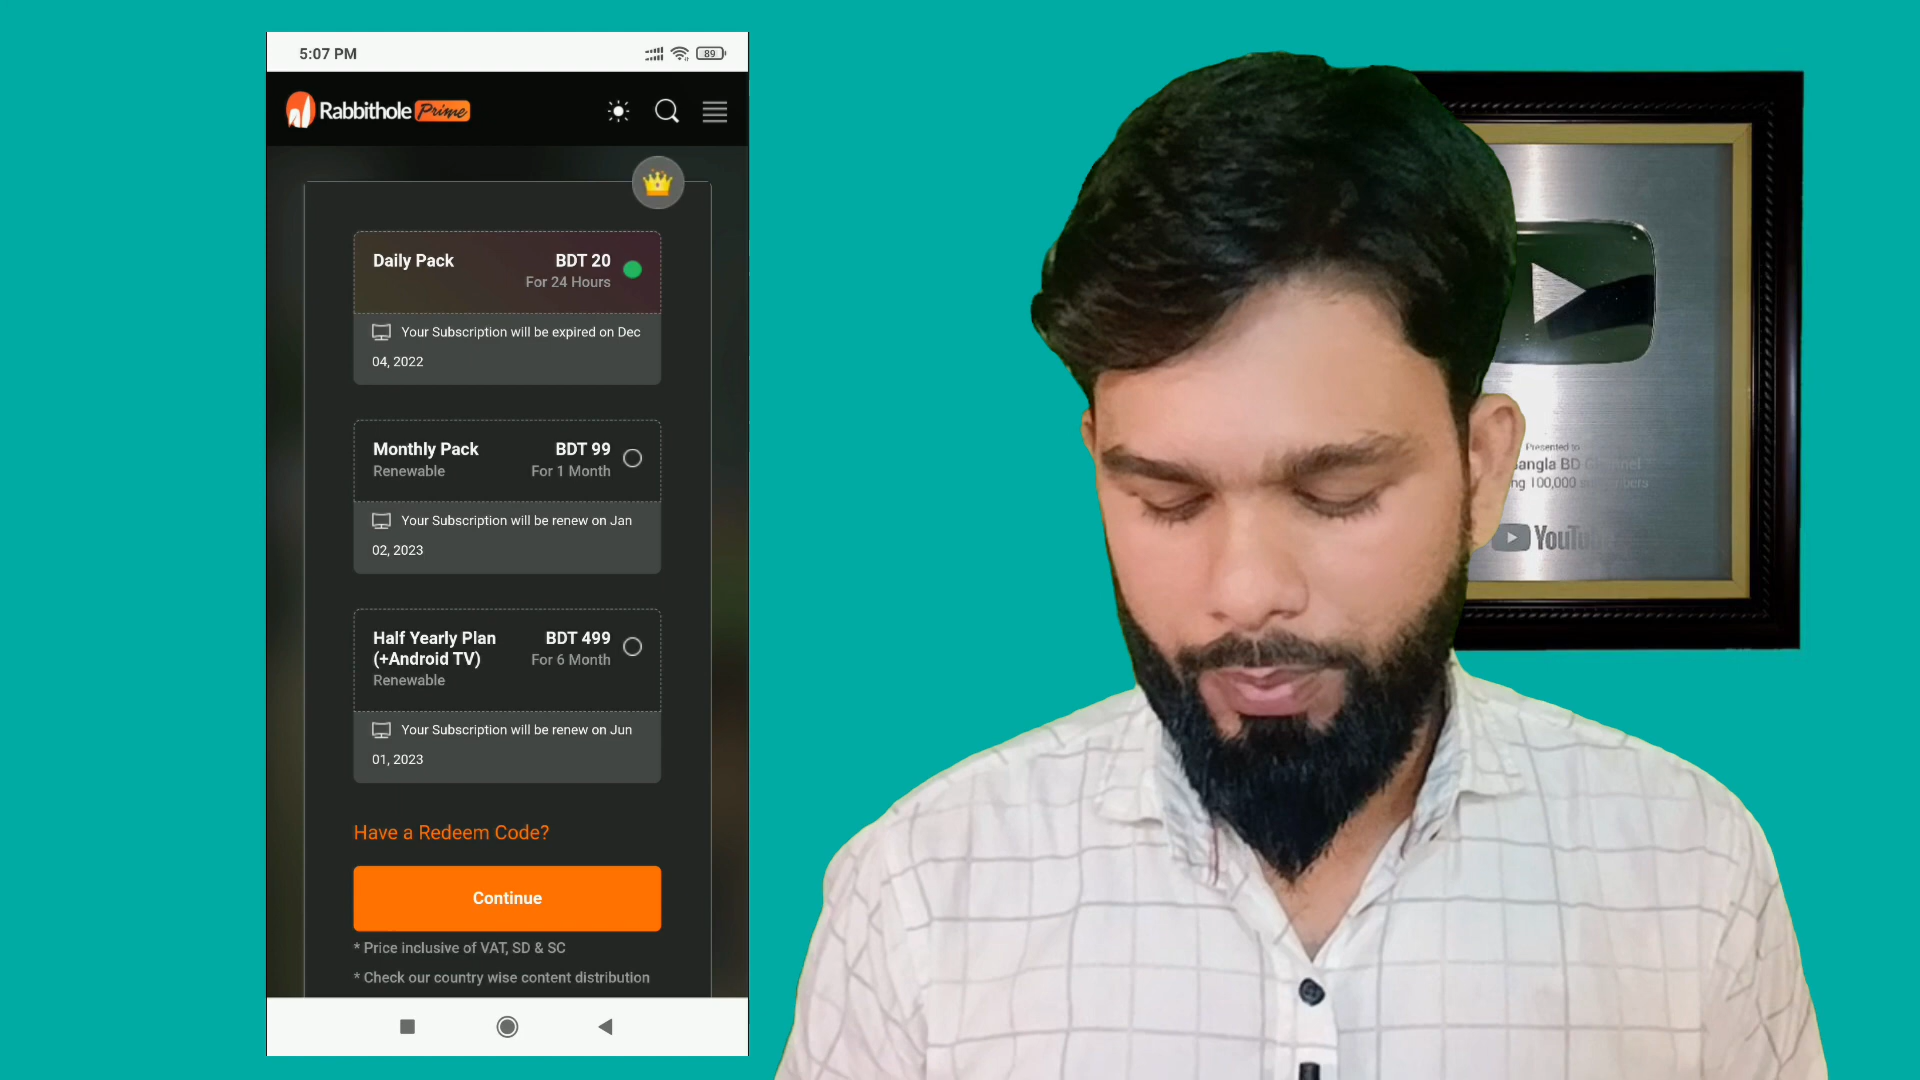 5:07 PM
89
Rabbithole Prime
Daily Pack
BDT 20
For 24 Hours
Your Subscription will be expired on Dec
04, 2022
Monthly Pack
BDT 99
Renewable
For 1 Month
Your Subscription will be renew on Jan
02, 2023
Half Yearly Plan
BDT 499
(+Android TV)
For 6 Month
Renewable
Your Subscription will be renew on Jun
01, 2023
Have a Redeem Code?
Continue
* Price inclusive of VAT, SD & SC
* Check our country wise content distribution
Presented to
BD
100,000
YouTube